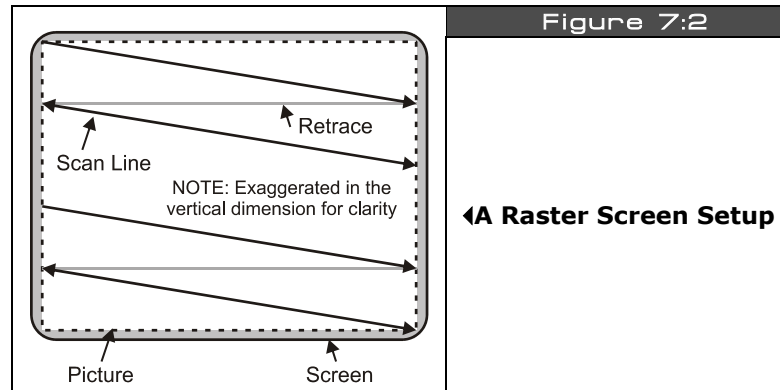 Figure 7:2
Retrace
Scan Line
NOTE: Exaggerated in the
vertical dimension for clarity
A Raster Screen Setup
Picture
Screen